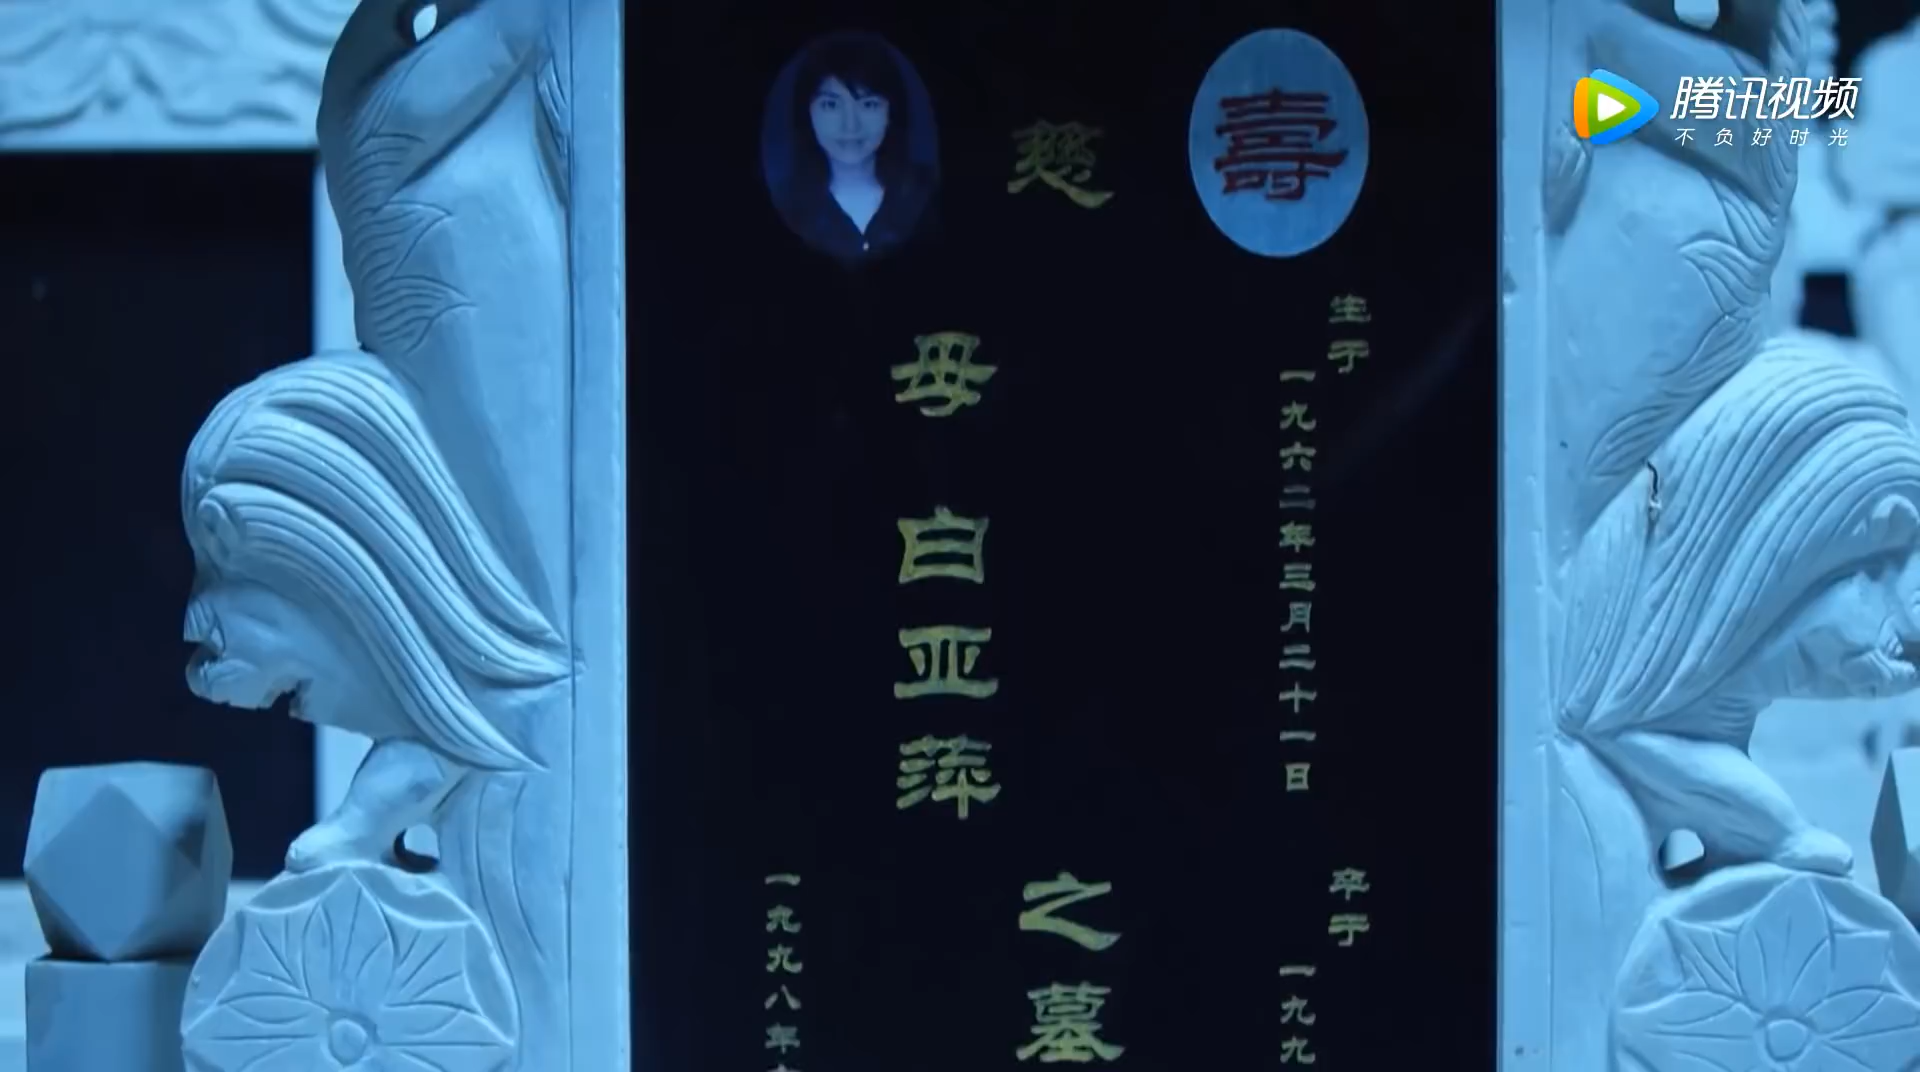 腾讯视频
不负好时光
壽
生于
一九六二年三月二十一日
卒于
一九九
慈
母
白亚萍
之墓
一九九八年